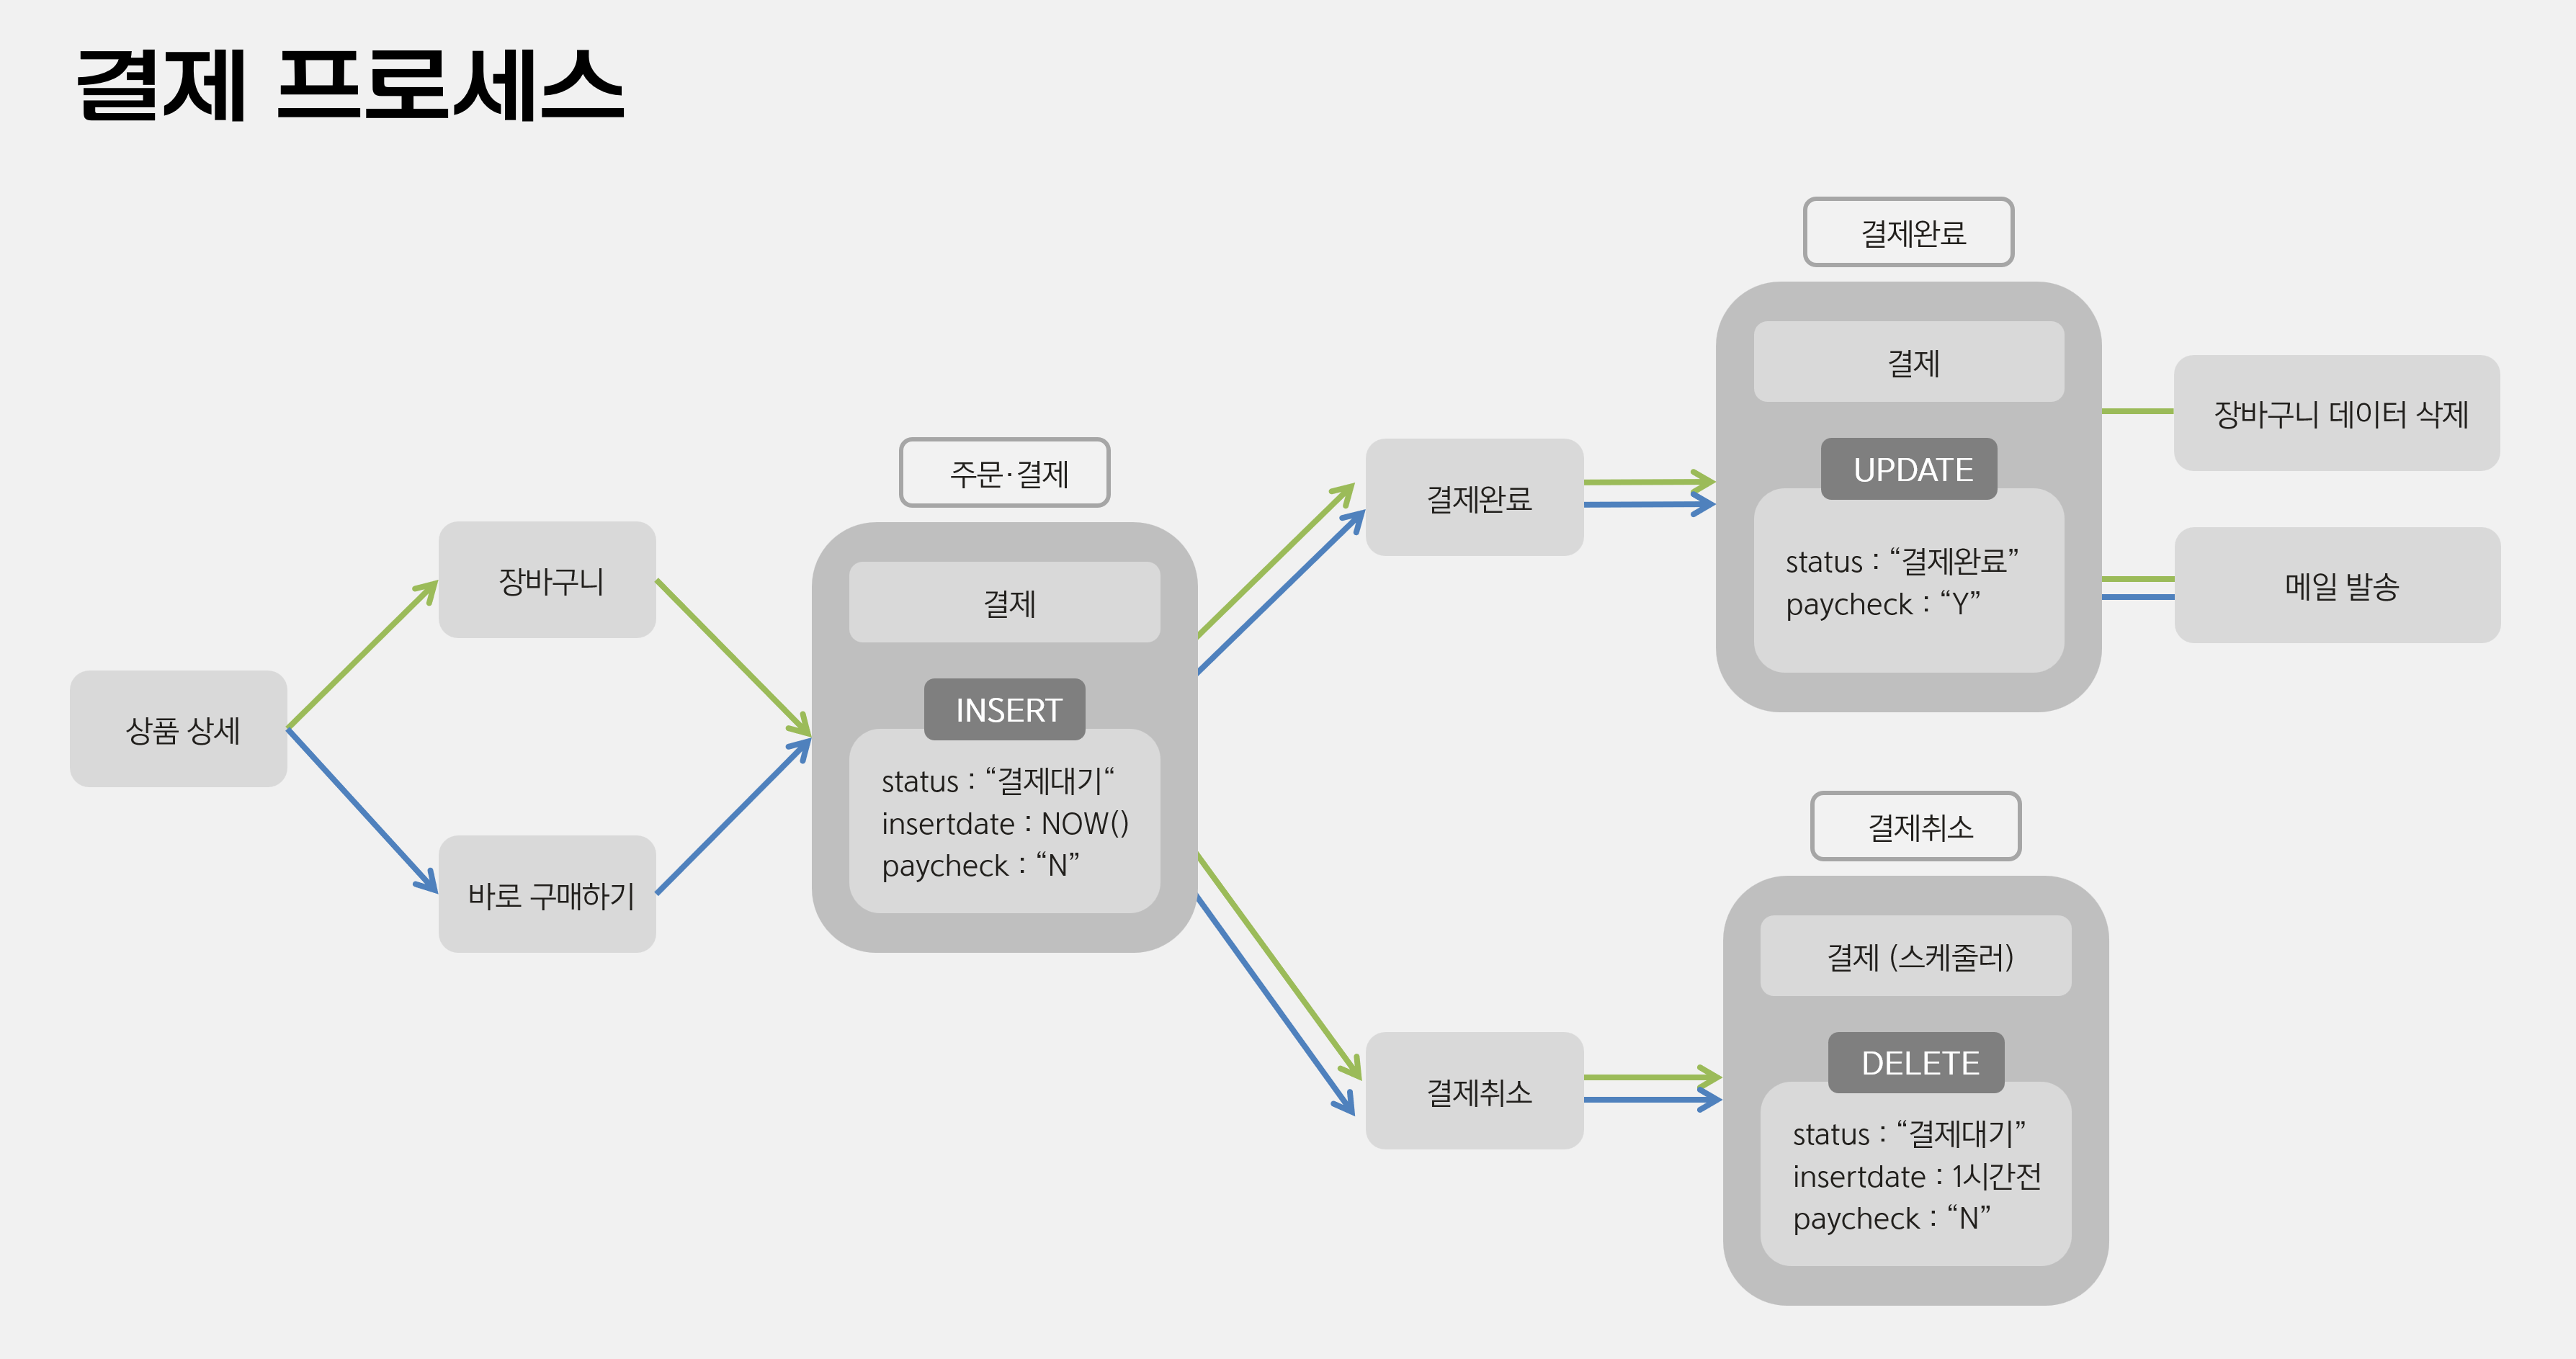 결제 프로세스
상품 상세
장바구니
바로 구매하기
주문·결제
결제
INSERT
status : “결제대기“
insertdate : NOW()
paycheck : “N”
결제완료
결제취소
결제완료
결제
UPDATE
status : “결제완료”
paycheck : “Y”
장바구니 데이터 삭제
메일 발송
결제취소
결제 (스케줄러)
DELETE
status : “결제대기”
insertdate : 1시간전
paycheck : “N”